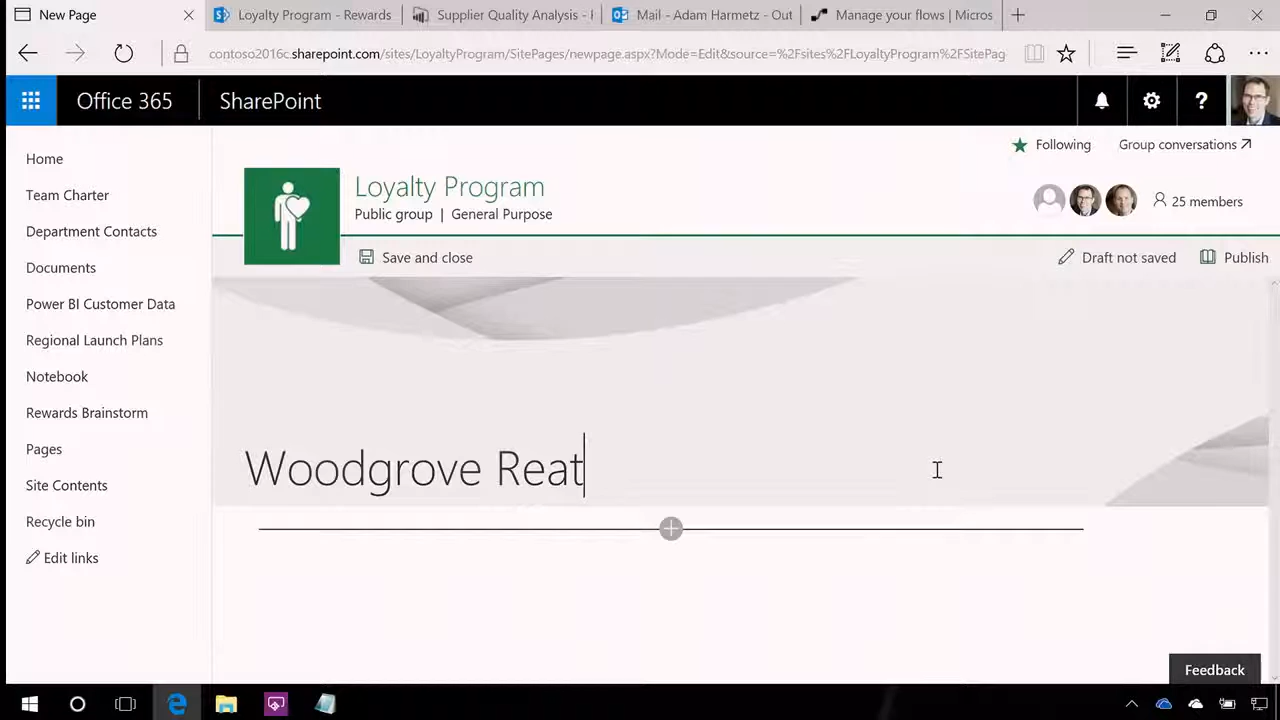 New Page
Loyalty Program - Rewards
Supplier Quality Analysis -
Mail - Adam Harmetz - Out
Manage your flows | Micros
contoso2016c.sharepoint.com/sites/LoyaltyProgram/SitePages/newpage.aspx?Mode=Edit&source=%2Fsites%2FLoyaltyProgram%2FSitePag
Office 365
SharePoint
?
Following
Group conversations
Home
Team Charter
Department Contacts
Documents
Power BI Customer Data
Regional Launch Plans
Notebook
Rewards Brainstorm
Pages
Site Contents
Recycle bin
Edit links
Loyalty Program
Public group | General Purpose
25 members
Save and close
Draft not saved
Publish
Woodgrove Reat
Feedback